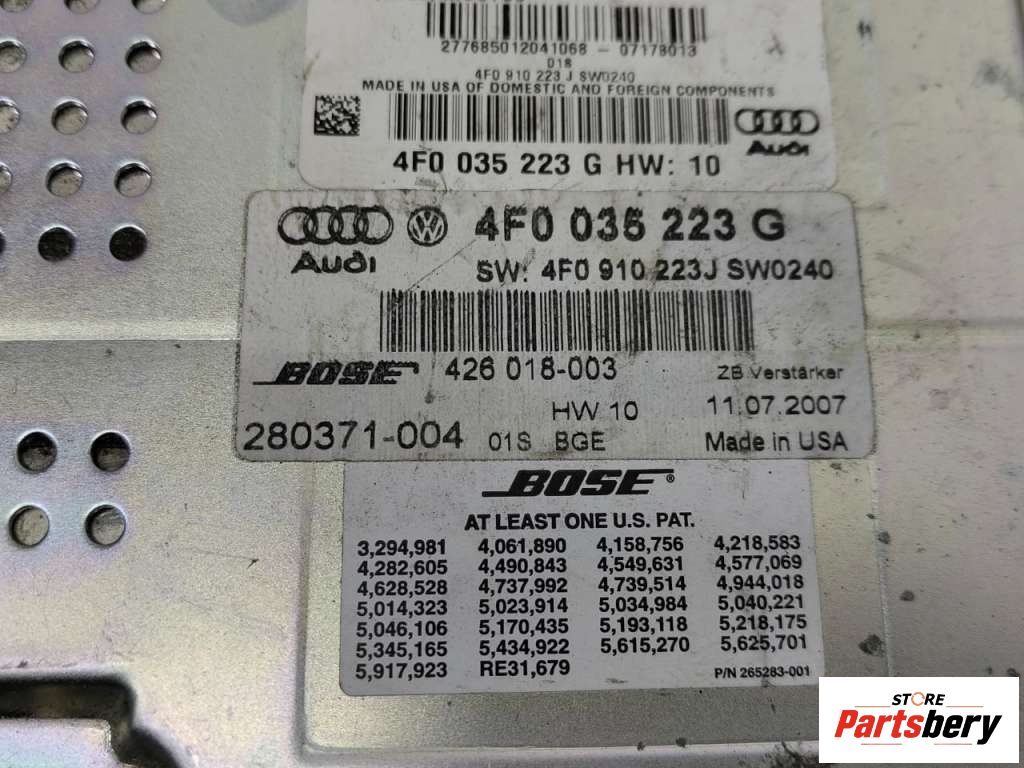 277685012041068 - 07178013
01S
4F0 910 223 J SW0240
MADE IN USA OF DOMESTIC AND FOREIGN COMPONENTS
Audi
4F0 035 223 G HW: 10
4F0 035 223 G
Audi
SW: 4F0 910 223J SW0240
BOSE 426 018-003 ZB Verstärker
HW 10 11.07.2007
280371-004 01S BGE Made in USA
BOSE®
AT LEAST ONE U.S. PAT.
3,294,981 4,061,890 4,158,756 4,218,583
4,282,605 4,490,843 4,549,631 4,577,069
4,628,528 4,737,992 4,739,514 4,944,018
5,014,323 5,023,914 5,034,984 5,040,221
5,046,106 5,170,435 5,193,118 5,218,175
5,345,165 5,434,922 5,615,270 5,625,701
5,917,923 RE31,679 P/N 265283-001
STORE
Partsbery